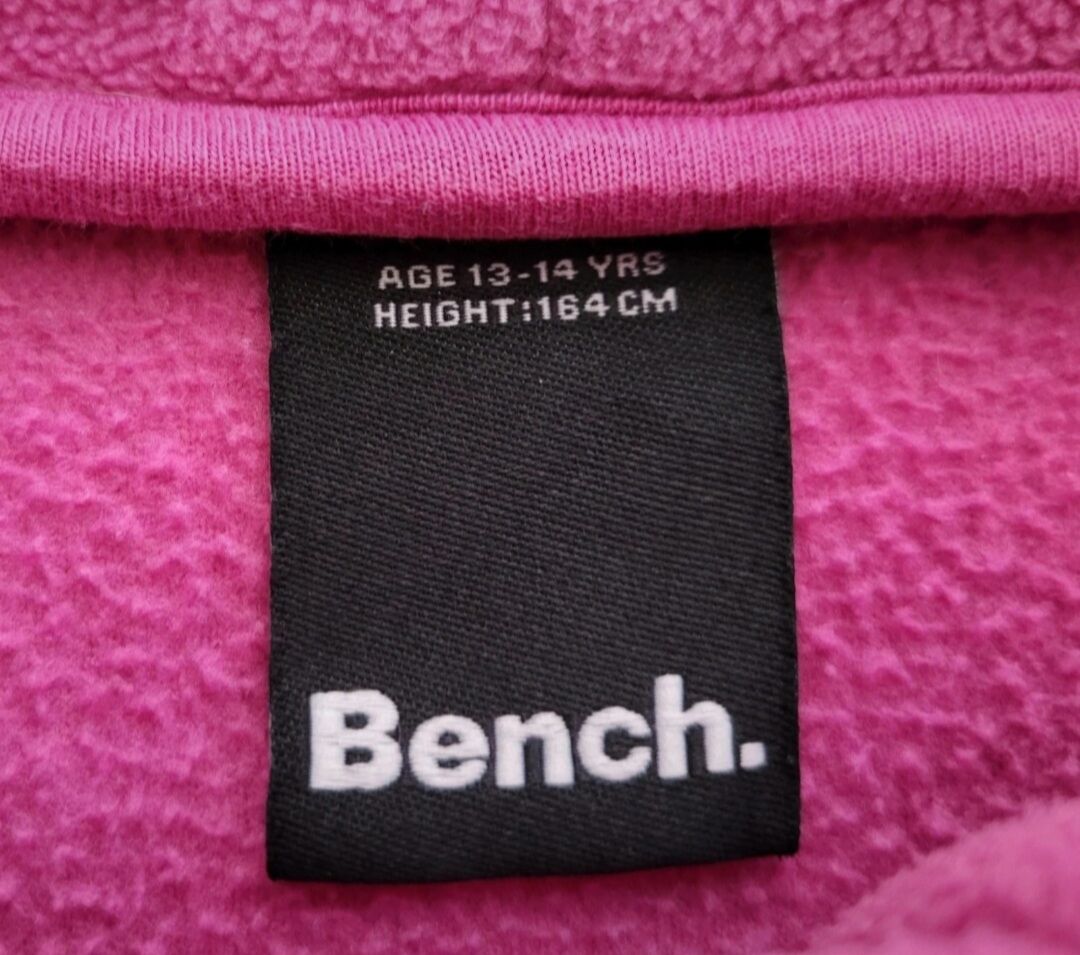 AGE 13-14 YRS
HEIGHT:164 CM
Bench.